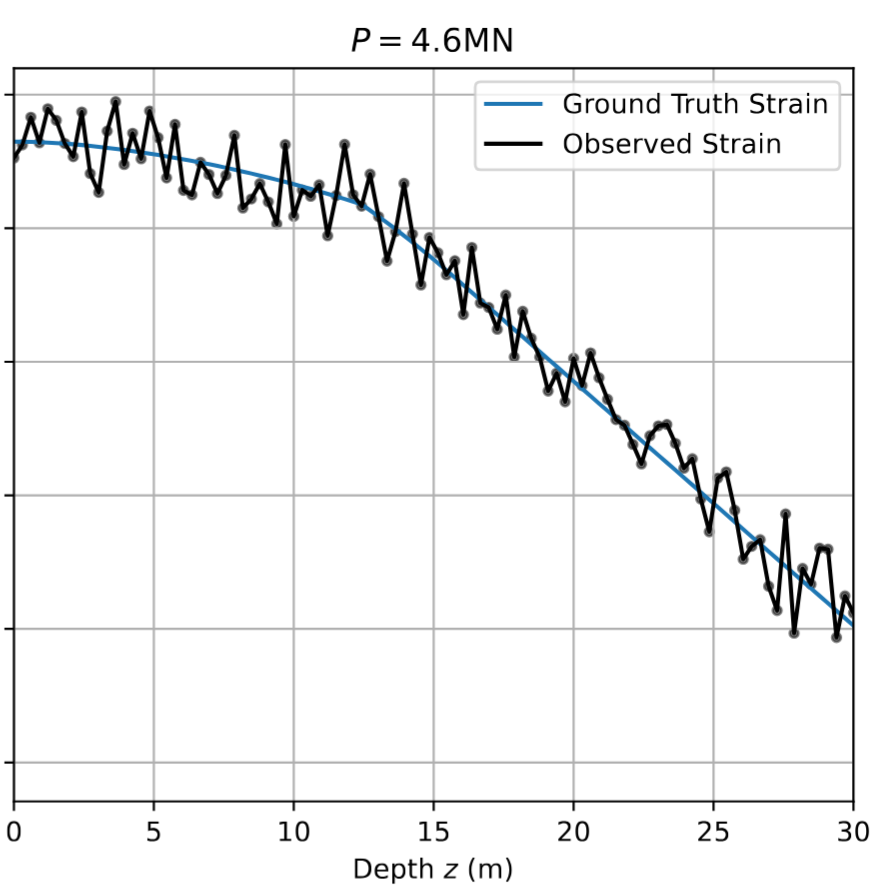 P = 4.6MN
Ground Truth Strain
Observed Strain
0 5 10 15 20 25 30
Depth z (m)